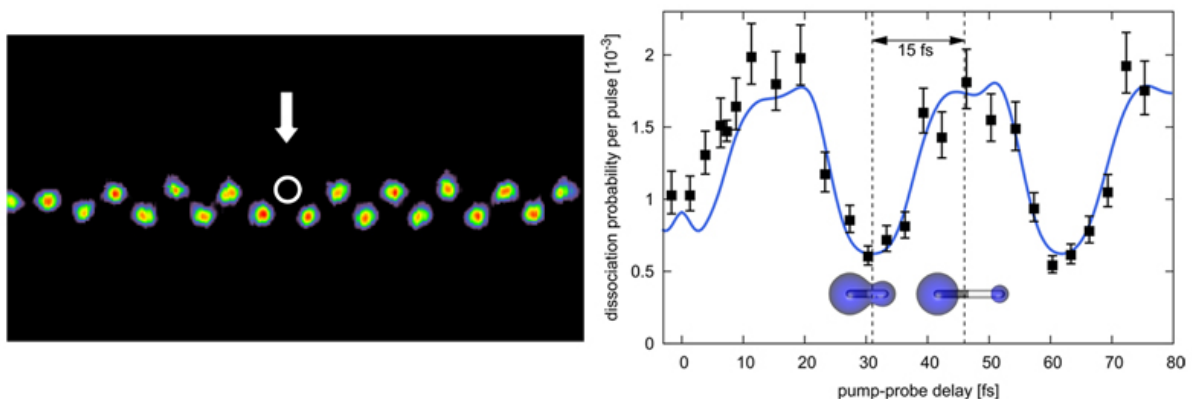 dissociation probability per pulse [10⁻³]
2
1.5
1
0.5
0
15 fs
0 10 20 30 40 50 60 70 80
pump-probe delay [fs]